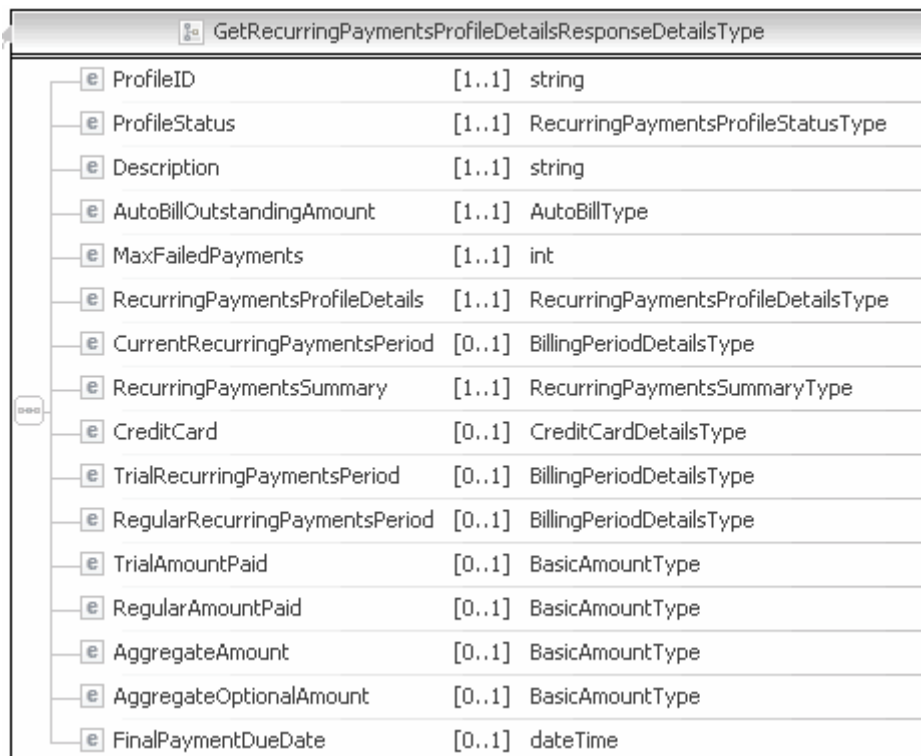 GetRecurringPaymentsProfileDetailsResponseDetailsType
e ProfileID [1..1] string
e ProfileStatus [1..1] RecurringPaymentsProfileStatusType
e Description [1..1] string
e AutoBillOutstandingAmount [1..1] AutoBillType
e MaxFailedPayments [1..1] int
e RecurringPaymentsProfileDetails [1..1] RecurringPaymentsProfileDetailsType
e CurrentRecurringPaymentsPeriod [0..1] BillingPeriodDetailsType
e RecurringPaymentsSummary [1..1] RecurringPaymentsSummaryType
e CreditCard [0..1] CreditCardDetailsType
e TrialRecurringPaymentsPeriod [0..1] BillingPeriodDetailsType
e RegularRecurringPaymentsPeriod [0..1] BillingPeriodDetailsType
e TrialAmountPaid [0..1] BasicAmountType
e RegularAmountPaid [0..1] BasicAmountType
e AggregateAmount [0..1] BasicAmountType
e AggregateOptionalAmount [0..1] BasicAmountType
e FinalPaymentDueDate [0..1] dateTime